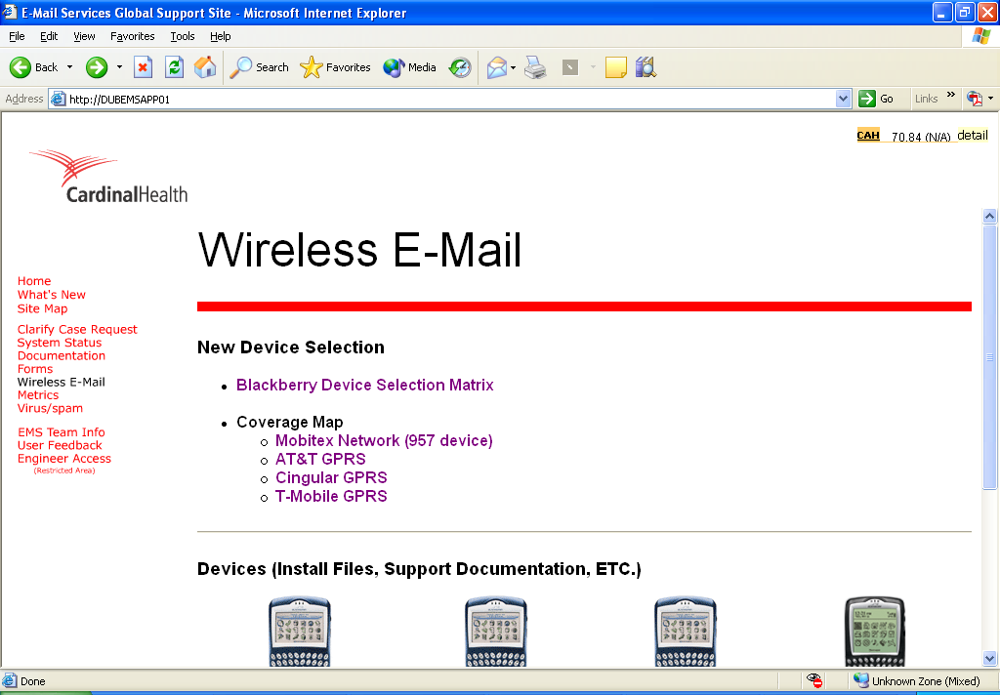 E-Mail Services Global Support Site - Microsoft Internet Explorer
File Edit View Favorites Tools Help
Back Search Favorites Media
Address http://DUBEMSAPP01 Go Links »
CAH 70.84 (N/A) detail
CardinalHealth
Wireless E-Mail
Home
What's New
Site Map
Clarify Case Request
System Status
Documentation
Forms
Wireless E-Mail
Metrics
Virus/spam
EMS Team Info
User Feedback
Engineer Access
(Restricted Area)
New Device Selection
Blackberry Device Selection Matrix
Coverage Map
Mobitex Network (957 device)
AT&T GPRS
Cingular GPRS
T-Mobile GPRS
Devices (Install Files, Support Documentation, ETC.)
Done Unknown Zone (Mixed)